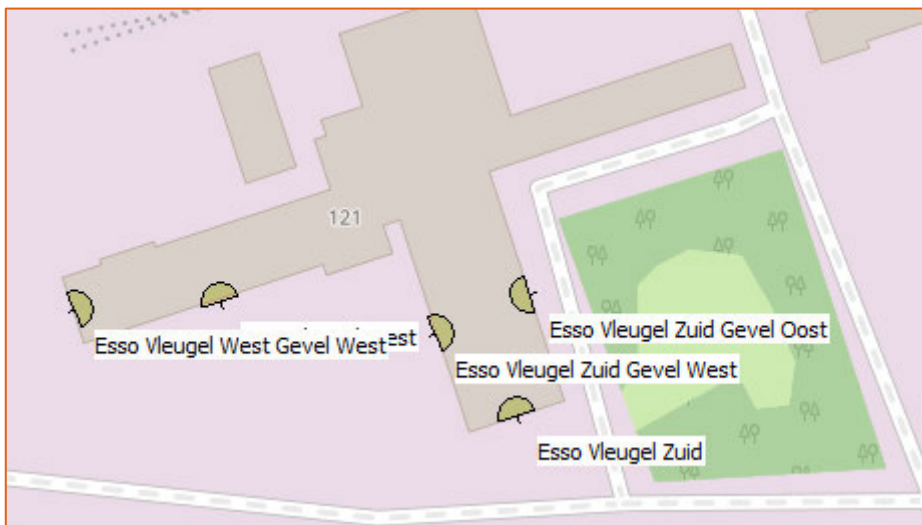 121
Esso Vleugel Zuid Gevel Oost
Esso Vleugel West Gevel West
Esso Vleugel Zuid Gevel West
Esso Vleugel Zuid